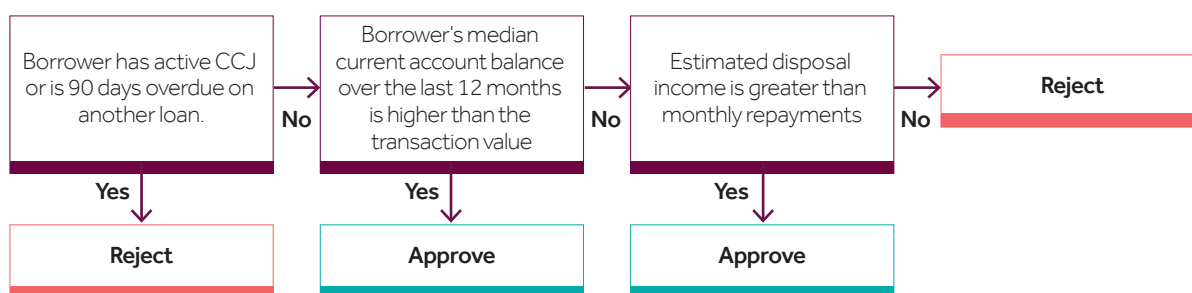 Borrower has active CCJ
or is 90 days overdue on
another loan.
No
Borrower's median
current account balance
over the last 12 months
is higher than the
transaction value
No
Estimated disposal
income is greater than
monthly repayments
No
Reject
Yes
Reject
Yes
Approve
Yes
Approve